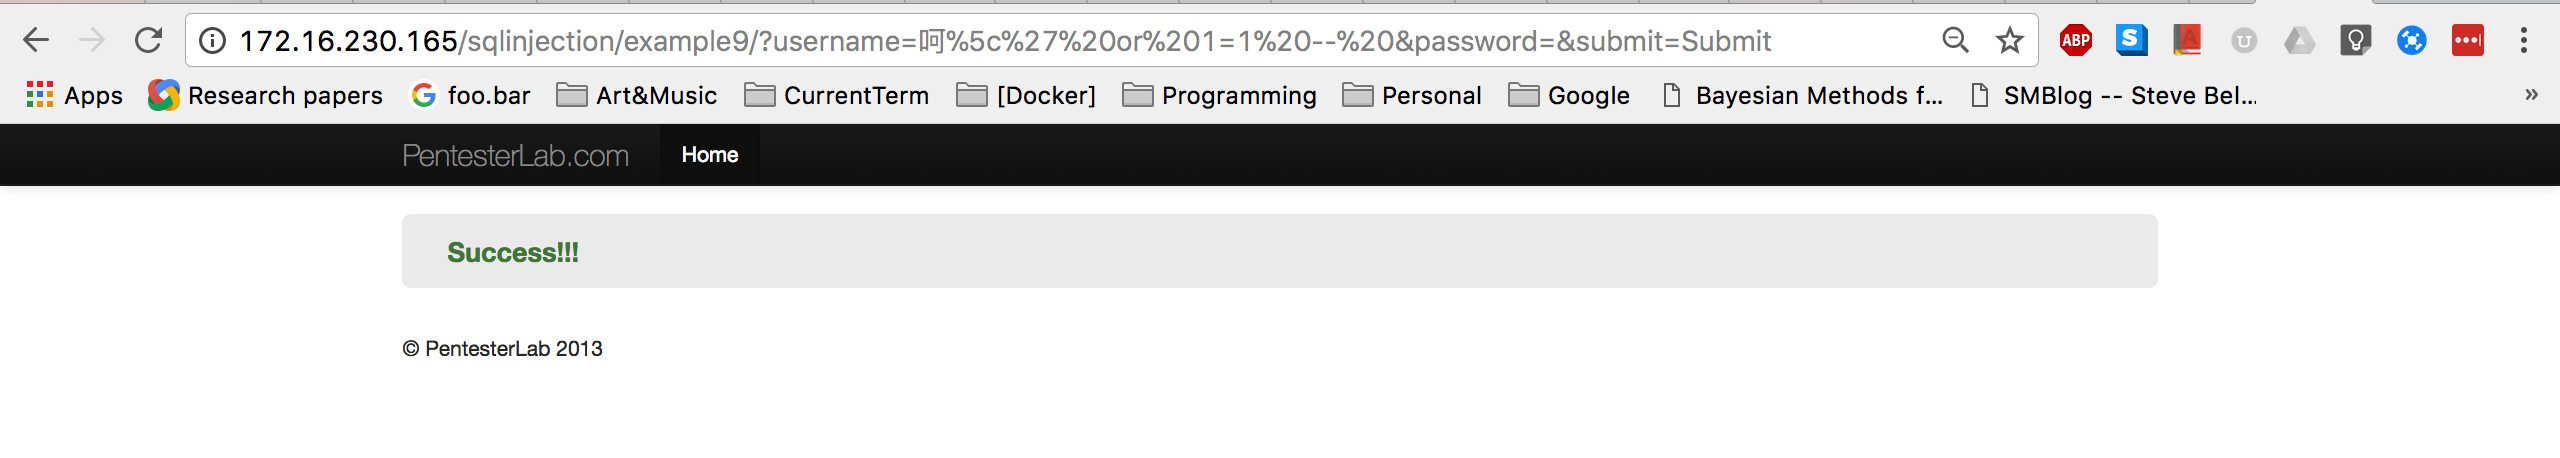 172.16.230.165/sqlinjection/example9/?username=呵%5c%27%20or%201=1%20--%20&password=&submit=Submit
ABP S A U
Apps Research papers foo.bar Art&Music CurrentTerm [Docker] Programming Personal Google Bayesian Methods f... SMBlog -- Steve Bel... »
PentesterLab.com Home
Success!!!
© PentesterLab 2013